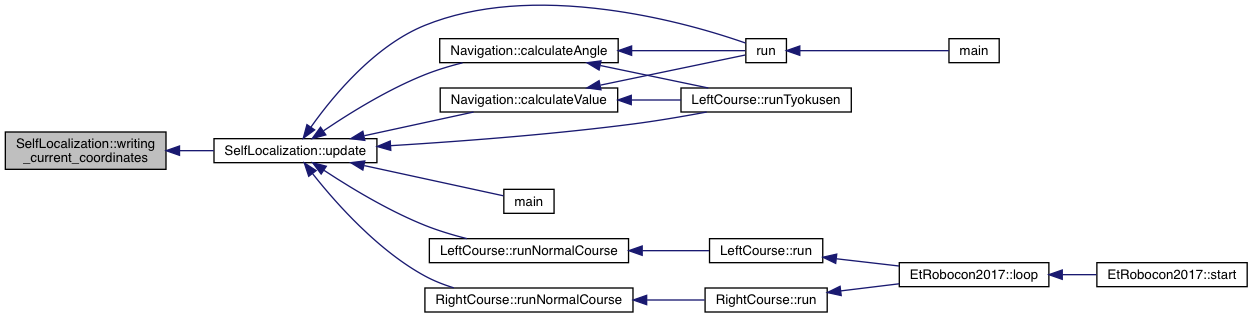 SelfLocalization::writing
_current_coordinates
SelfLocalization::update
Navigation::calculateAngle
Navigation::calculateValue
run
main
LeftCourse::runTyokusen
main
LeftCourse::runNormalCourse
LeftCourse::run
RightCourse::runNormalCourse
RightCourse::run
EtRobocon2017::loop
EtRobocon2017::start